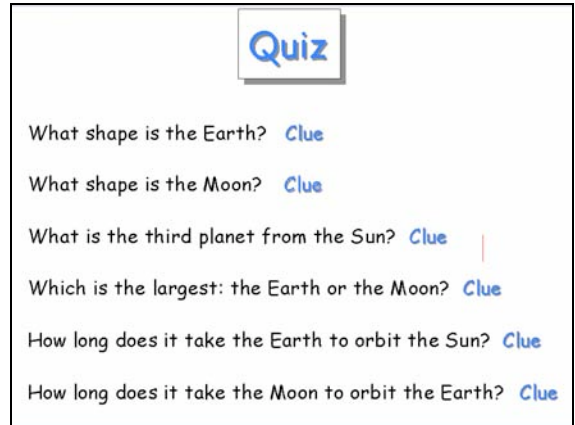 Quiz
What shape is the Earth? Clue
What shape is the Moon? Clue
What is the third planet from the Sun? Clue
Which is the largest: the Earth or the Moon? Clue
How long does it take the Earth to orbit the Sun? Clue
How long does it take the Moon to orbit the Earth? Clue